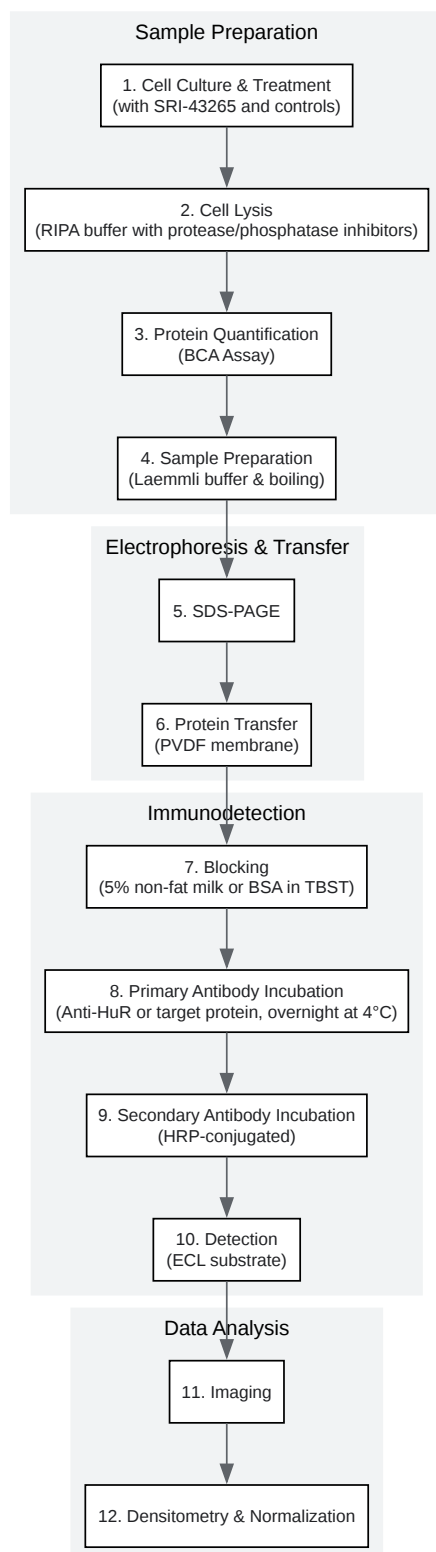 Sample Preparation
1. Cell Culture & Treatment
(with SRI-43265 and controls)
2. Cell Lysis
(RIPA buffer with protease/phosphatase inhibitors)
3. Protein Quantification
(BCA Assay)
4. Sample Preparation
(Laemmli buffer & boiling)
Electrophoresis & Transfer
5. SDS-PAGE
6. Protein Transfer
(PVDF membrane)
Immunodetection
7. Blocking
(5% non-fat milk or BSA in TBST)
8. Primary Antibody Incubation
(Anti-HuR or target protein, overnight at 4°C)
9. Secondary Antibody Incubation
(HRP-conjugated)
10. Detection
(ECL substrate)
Data Analysis
11. Imaging
12. Densitometry & Normalization